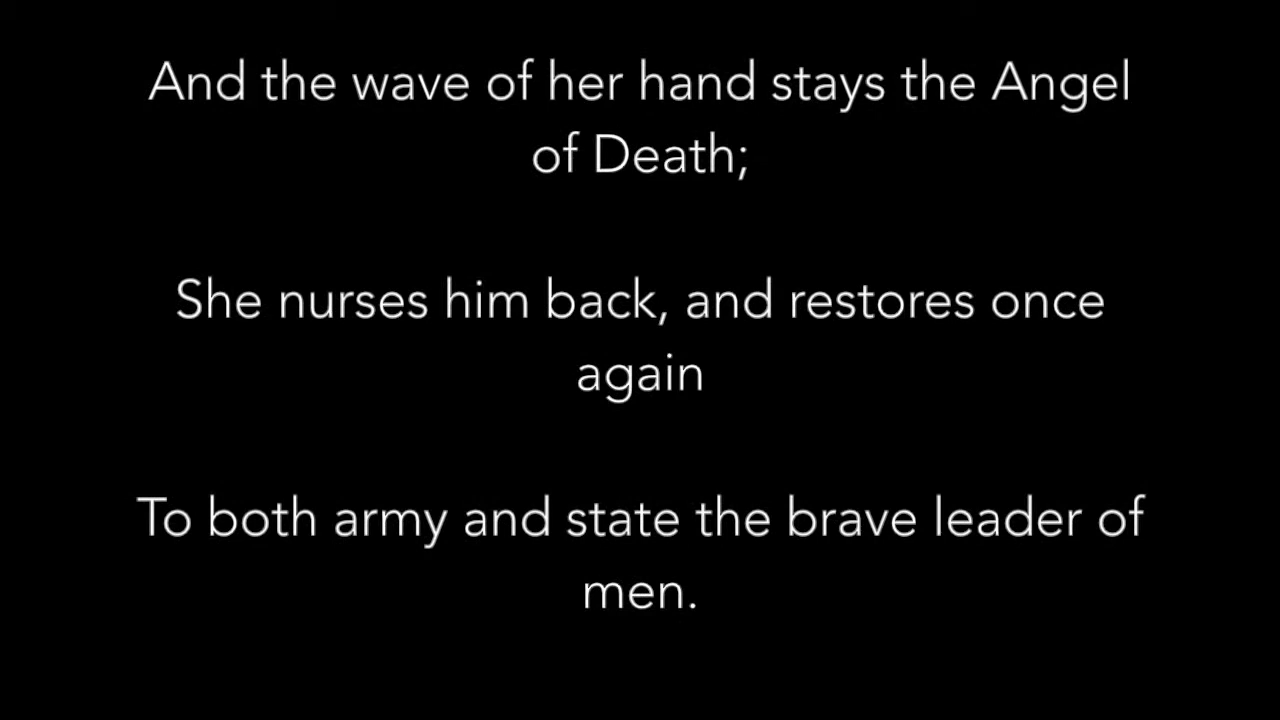 And the wave of her hand stays the Angel
of Death;
She nurses him back, and restores once
again
To both army and state the brave leader of
men.